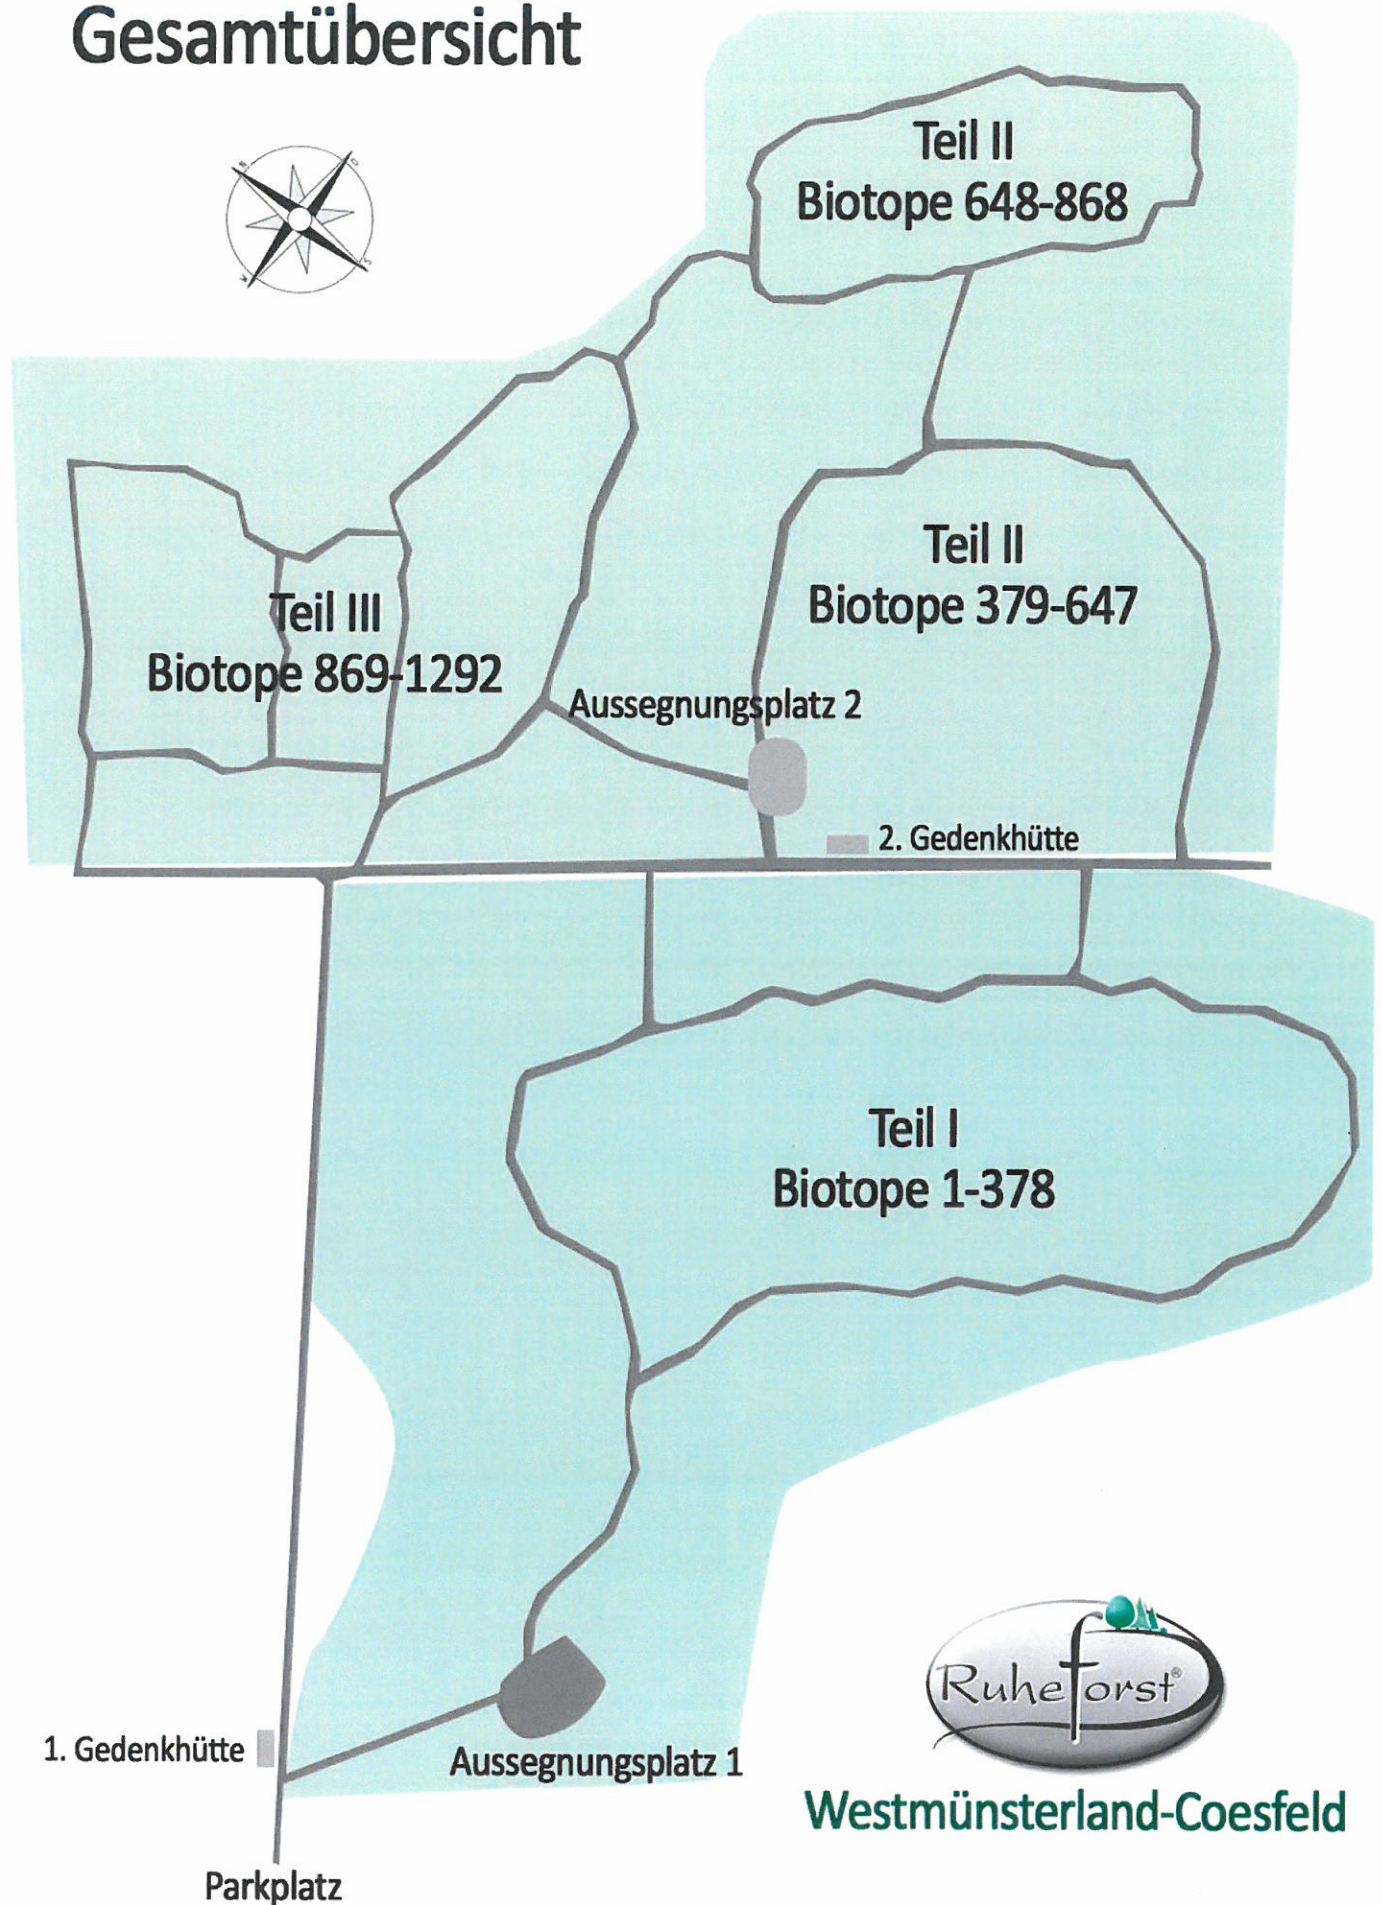 Gesamtübersicht
N
O
W
S
Teil II
Biotope 648-868
Teil II
Biotope 379-647
Teil III
Biotope 869-1292
Aussegnungsplatz 2
2. Gedenkhütte
Teil I
Biotope 1-378
RuheForst®
1. Gedenkhütte
Aussegnungsplatz 1
Westmünsterland-Coesfeld
Parkplatz